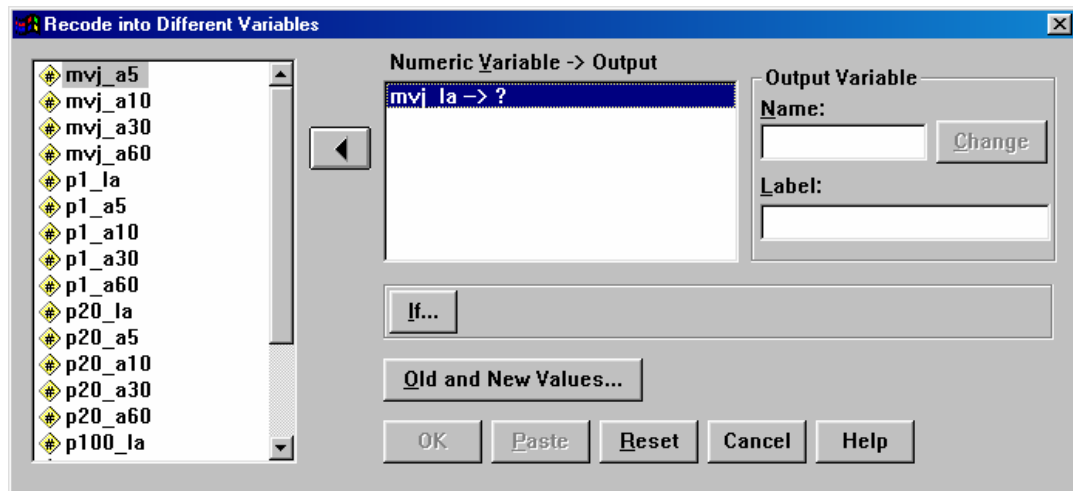 Recode into Different Variables
mvj_a5
mvj_a10
mvj_a30
mvj_a60
p1_la
p1_a5
p1_a10
p1_a30
p1_a60
p20_la
p20_a5
p20_a10
p20_a30
p20_a60
p100_la
Numeric Variable -> Output
mvj_la --> ?
Output Variable
Name:
Change
Label:
If...
Old and New Values...
OK
Paste
Reset
Cancel
Help